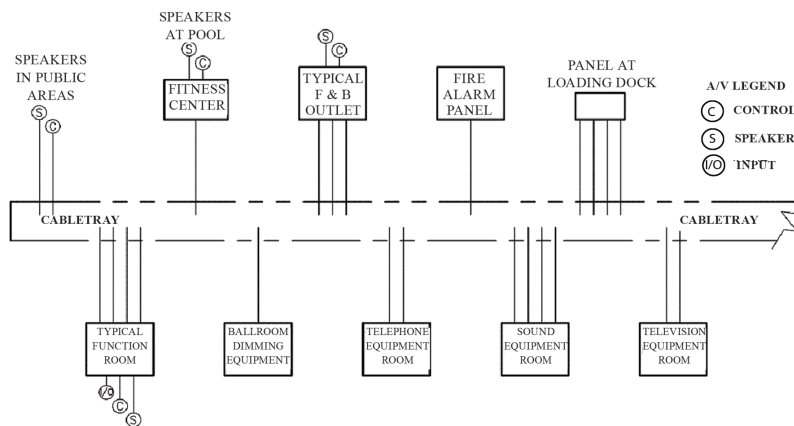 SPEAKERS
AT POOL
S
C
SPEAKERS
IN PUBLIC
AREAS
S
C
FITNESS
CENTER
S
C
TYPICAL
F & B
OUTLET
FIRE
ALARM
PANEL
PANEL AT
LOADING DOCK
A/V LEGEND
C CONTROL
S SPEAKER
I/O INPUT
CABLETRAY
CABLETRAY
TYPICAL
FUNCTION
ROOM
I/O
C
S
BALLROOM
DIMMING
EQUIPMENT
TELEPHONE
EQUIPMENT
ROOM
SOUND
EQUIPMENT
ROOM
TELEVISION
EQUIPMENT
ROOM